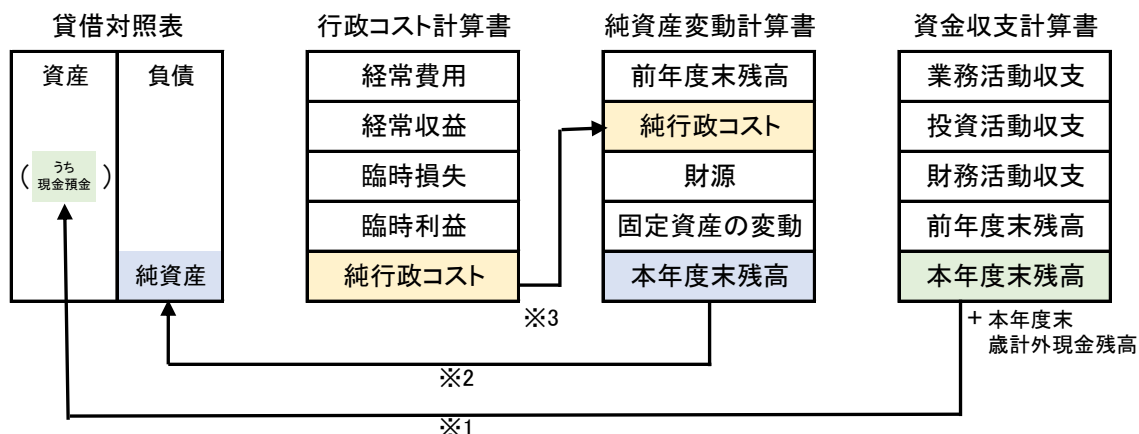 貸借対照表
資産
負債
(うち
現金預金)
純資産
行政コスト計算書
経常費用
経常収益
臨時損失
臨時利益
純行政コスト
純資産変動計算書
前年度末残高
純行政コスト
財源
固定資産の変動
本年度末残高
資金収支計算書
業務活動収支
投資活動収支
財務活動収支
前年度末残高
本年度末残高
+ 本年度末
歳計外現金残高
※3
※2
※1